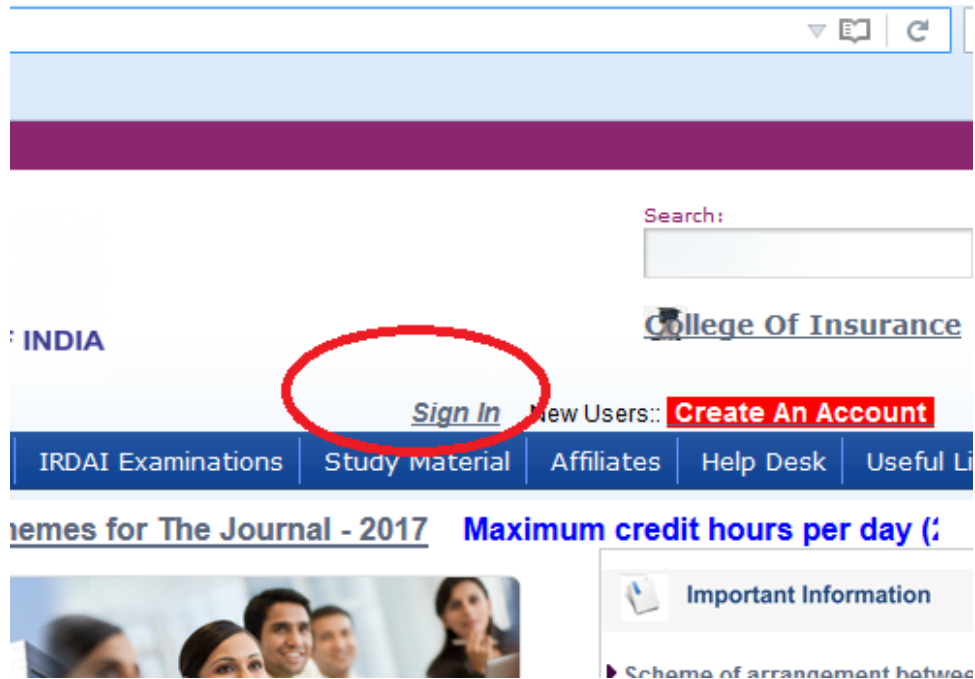 Search:
College Of Insurance
INDIA
Sign In New Users:: Create An Account
IRDAI Examinations Study Material Affiliates Help Desk Useful Li
hemes for The Journal - 2017 Maximum credit hours per day (2
Important Information
Scheme of arrangement betwee